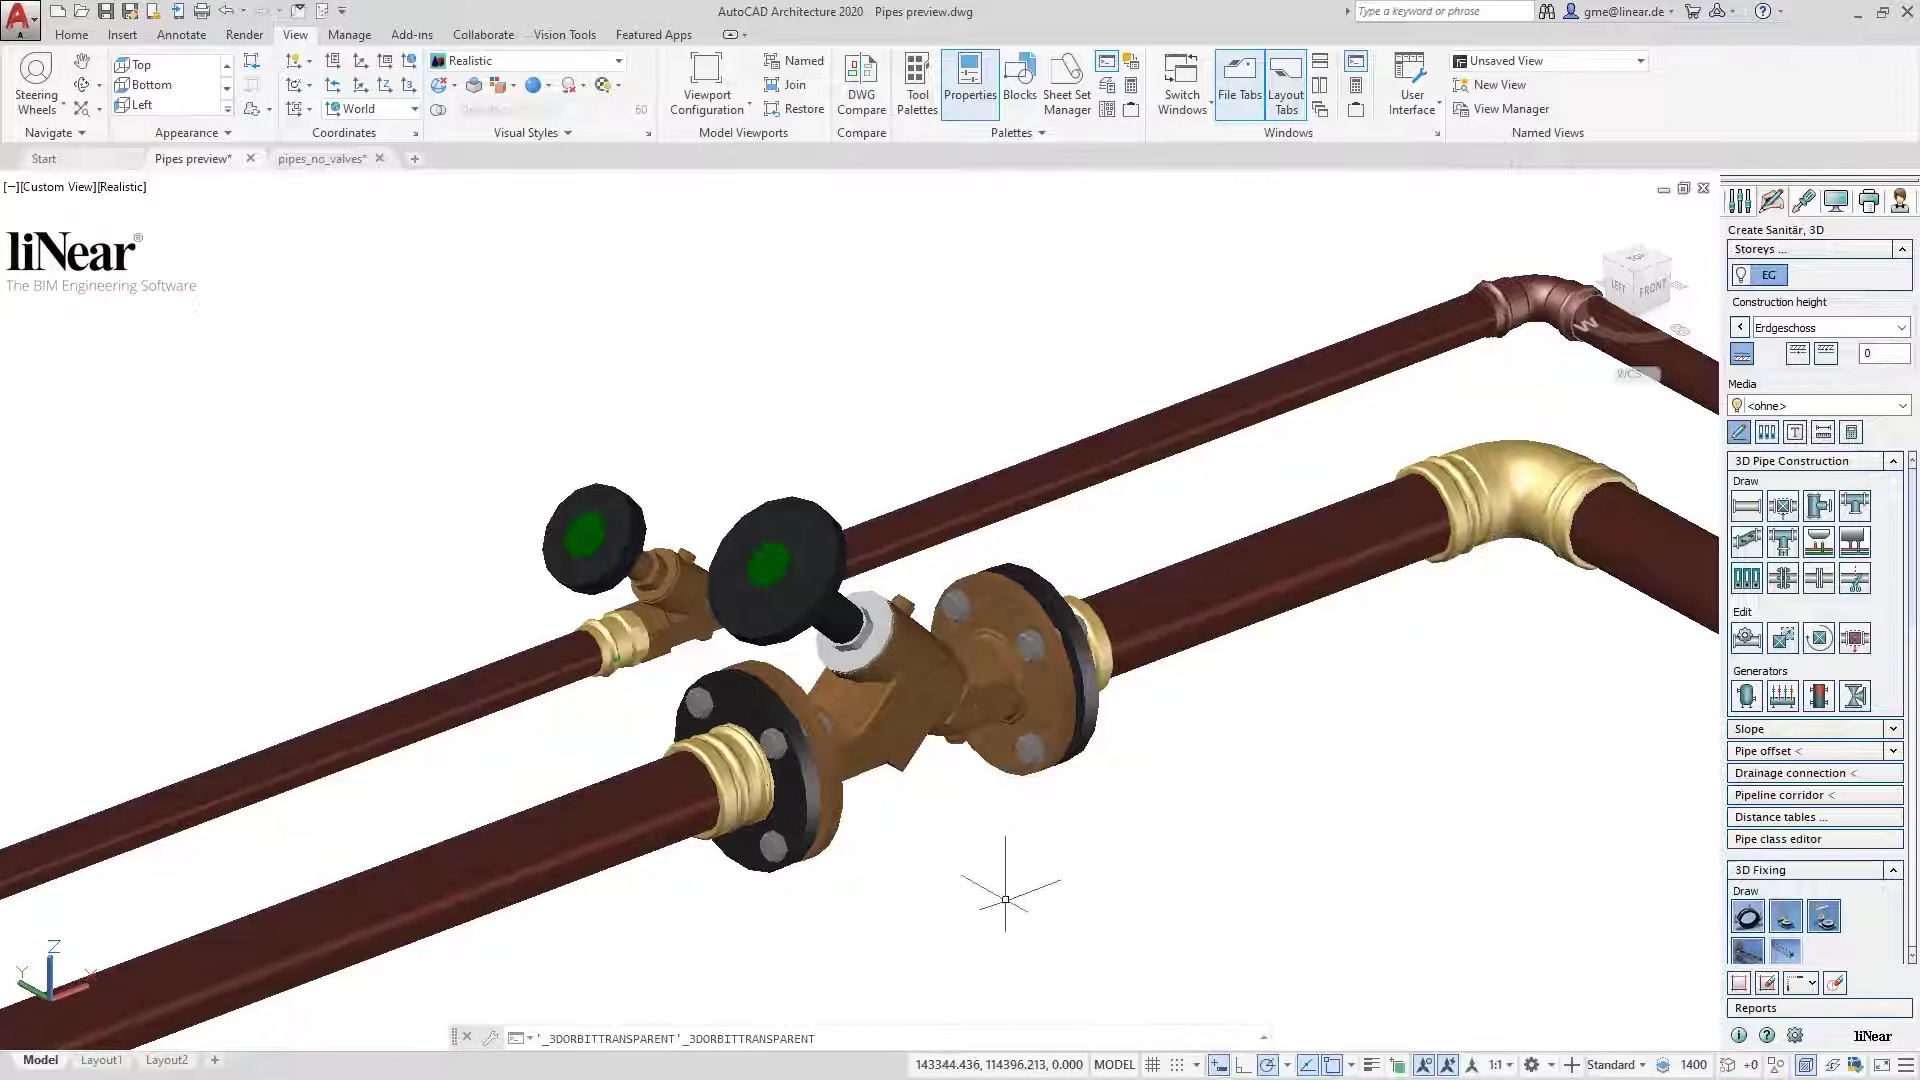 AutoCAD Architecture 2020 Pipes preview.dwg
Type a keyword or phrase
gme@linear.de
Home Insert Annotate Render View Manage Add-ins Collaborate Vision Tools Featured Apps
Steering Wheels
Navigate
Top
Bottom
Left
Appearance
World
Coordinates
Realistic
60
Visual Styles
Viewport Configuration
Named
Join
Restore
Model Viewports
DWG Compare
Compare
Tool Palettes
Properties
Blocks
Sheet Set Manager
Palettes
Switch Windows
File Tabs
Layout Tabs
User Interface
Windows
Unsaved View
New View
View Manager
Named Views
Start Pipes preview* pipes_no_valves*
[−][Custom View][Realistic]
liNear®
The BIM Engineering Software
TOP
LEFT FRONT
W
WCS
Create Sanitär, 3D
Storeys ...
EG
Construction height
Erdgeschoss
0
Media
<ohne>
3D Pipe Construction
Draw
Edit
Generators
Slope
Pipe offset <
Drainage connection <
Pipeline corridor <
Distance tables ...
Pipe class editor
3D Fixing
Draw
Reports
liNear
Z
Y
X
'_3DORBITTRANSPARENT'_3DORBITTRANSPARENT
Model Layout1 Layout2 +
143344.436, 114396.213, 0.000 MODEL 1:1 Standard 1400 +0